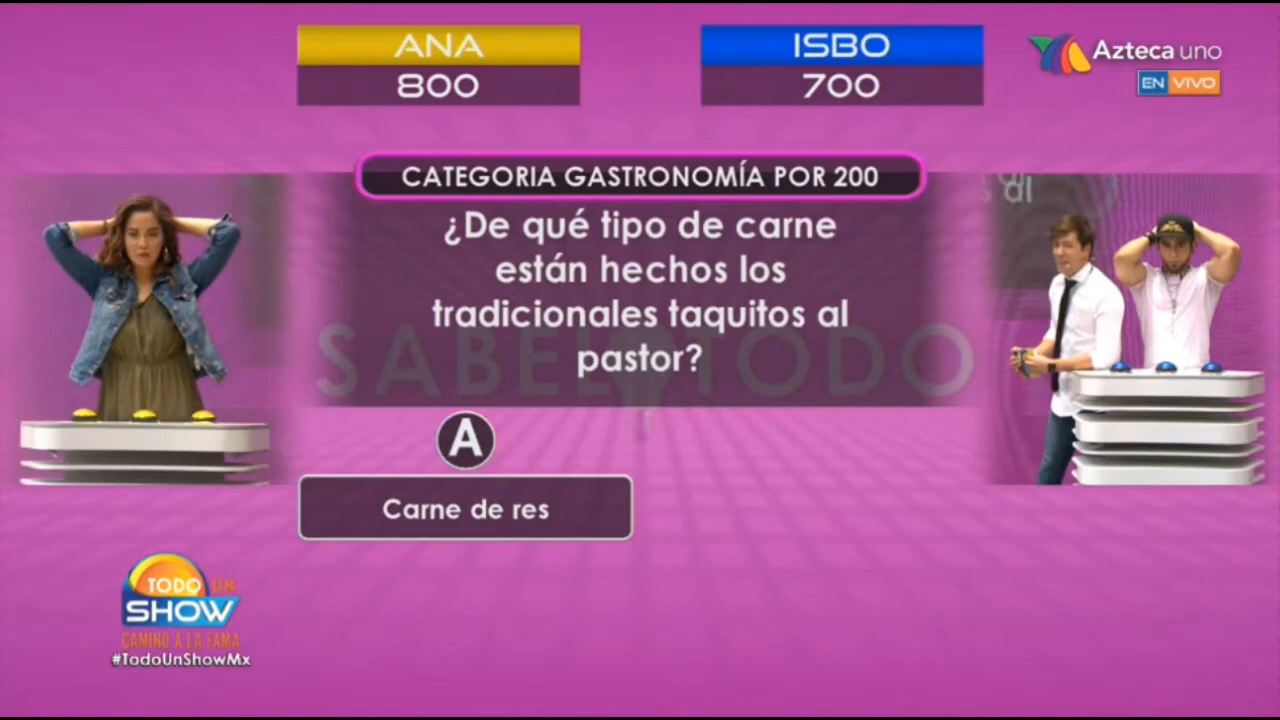 ANA
800
ISBO
700
Azteca uno
EN VIVO
CATEGORIA GASTRONOMÍA POR 200
¿De qué tipo de carne
están hechos los
tradicionales taquitos al
pastor?
SABELOTODO
A
Carne de res
TODO UN
SHOW
CAMINO A LA FAMA
#TodoUnShowMx